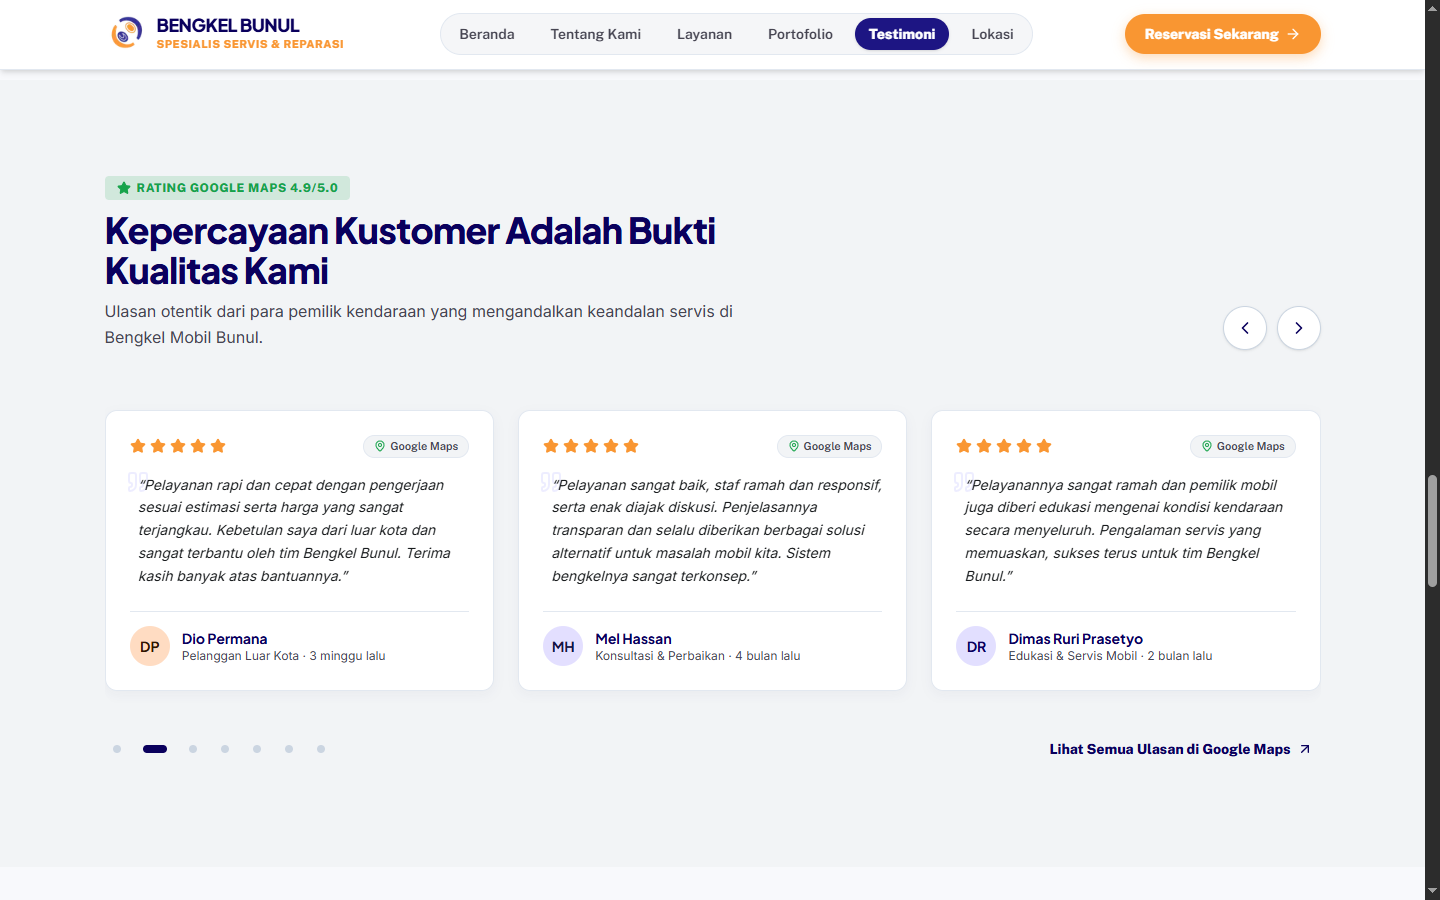 BENGKEL BUNUL
SPESIALIS SERVIS & REPARASI
Beranda
Tentang Kami
Layanan
Portofolio
Testimoni
Lokasi
Reservasi Sekarang
RATING GOOGLE MAPS 4.9/5.0
Kepercayaan Kustomer Adalah Bukti
Kualitas Kami
Ulasan otentik dari para pemilik kendaraan yang mengandalkan keandalan servis di
Bengkel Mobil Bunul.
Google Maps
“Pelayanan rapi dan cepat dengan pengerjaan
sesuai estimasi serta harga yang sangat
terjangkau. Kebetulan saya dari luar kota dan
sangat terbantu oleh tim Bengkel Bunul. Terima
kasih banyak atas bantuannya.”
DP
Dio Permana
Pelanggan Luar Kota · 3 minggu lalu
Google Maps
“Pelayanan sangat baik, staf ramah dan responsif,
serta enak diajak diskusi. Penjelasannya
transparan dan selalu diberikan berbagai solusi
alternatif untuk masalah mobil kita. Sistem
bengkelnya sangat terkonsep.”
MH
Mel Hassan
Konsultasi & Perbaikan · 4 bulan lalu
Google Maps
“Pelayanannya sangat ramah dan pemilik mobil
juga diberi edukasi mengenai kondisi kendaraan
secara menyeluruh. Pengalaman servis yang
memuaskan, sukses terus untuk tim Bengkel
Bunul.”
DR
Dimas Ruri Prasetyo
Edukasi & Servis Mobil · 2 bulan lalu
Lihat Semua Ulasan di Google Maps